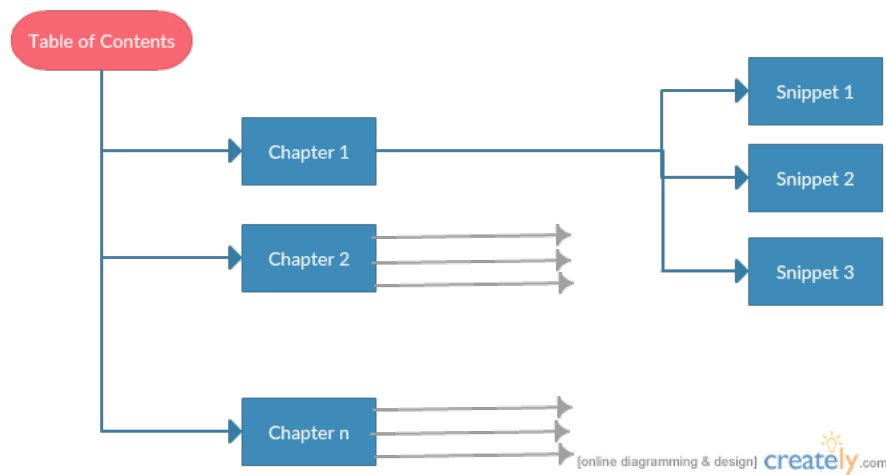 Table of Contents
Chapter 1
Snippet 1
Snippet 2
Chapter 2
Snippet 3
Chapter n
[online diagramming & design] creately.com